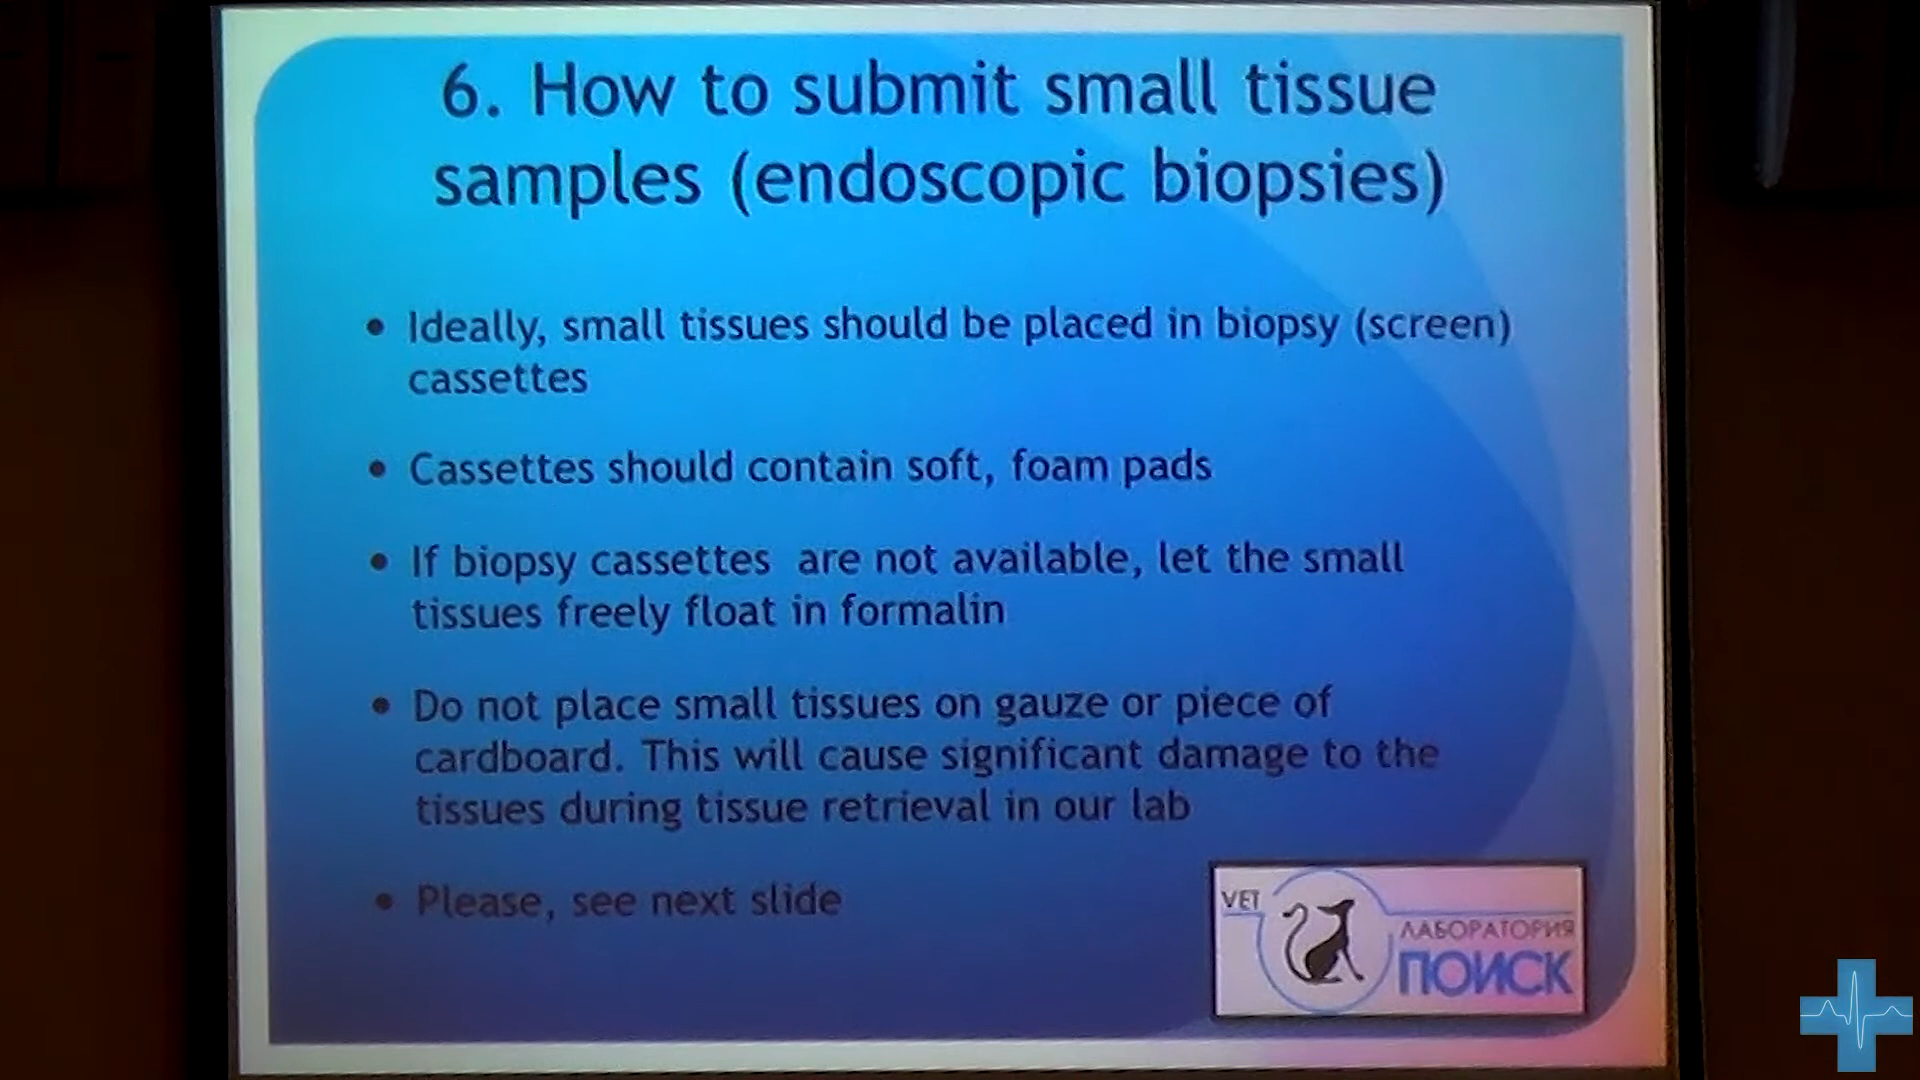 6. How to submit small tissue
samples (endoscopic biopsies)
• Ideally, small tissues should be placed in biopsy (screen)
cassettes
• Cassettes should contain soft, foam pads
• If biopsy cassettes are not available, let the small
tissues freely float in formalin
• Do not place small tissues on gauze or piece of
cardboard. This will cause significant damage to the
tissues during tissue retrieval in our lab
• Please, see next slide
VET
ЛАБОРАТОРИЯ
ПОИСК